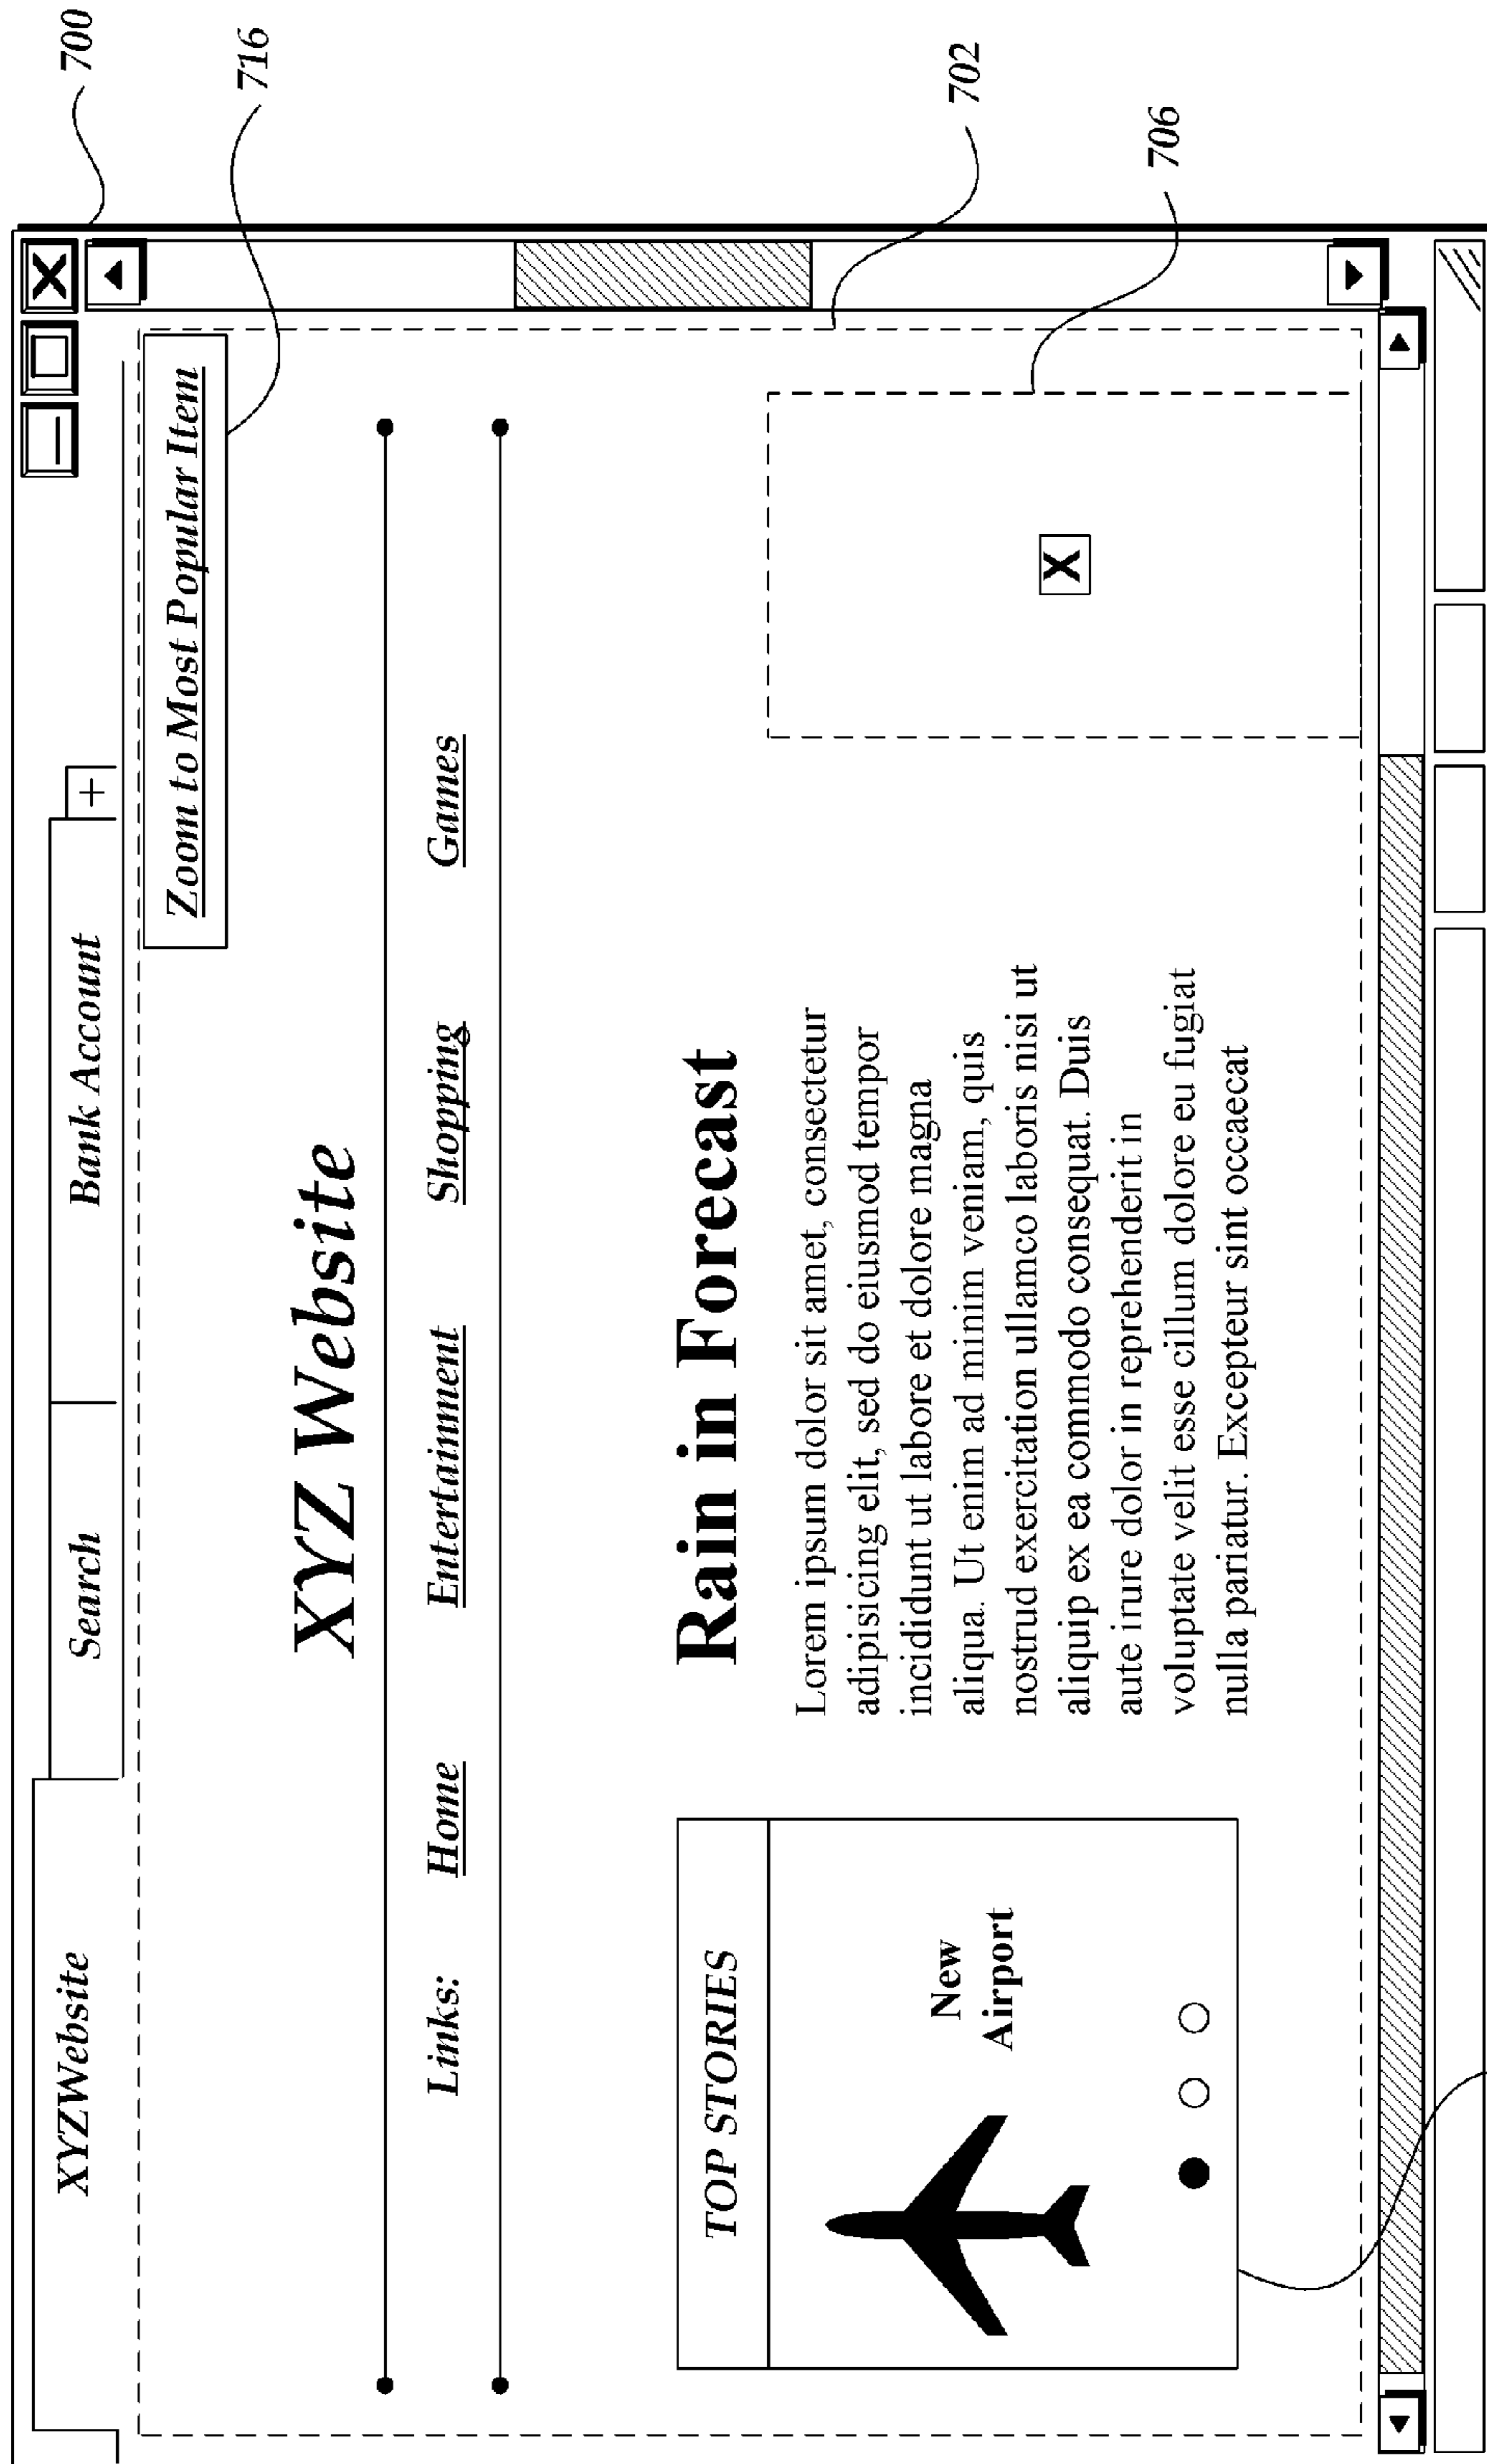 700
716
702
706
XYZWebsite
Search
Bank Account
+
X
Zoom to Most Popular Item
XYZ Website
Links: Home Entertainment Shopping Games
TOP STORIES
New
Airport
Rain in Forecast
Lorem ipsum dolor sit amet, consectetur
adipisicing elit, sed do eiusmod tempor
incididunt ut labore et dolore magna
aliqua. Ut enim ad minim veniam, quis
nostrud exercitation ullamco laboris nisi ut
aliquip ex ea commodo consequat. Duis
aute irure dolor in reprehenderit in
voluptate velit esse cillum dolore eu fugiat
nulla pariatur. Excepteur sint occaecat
X